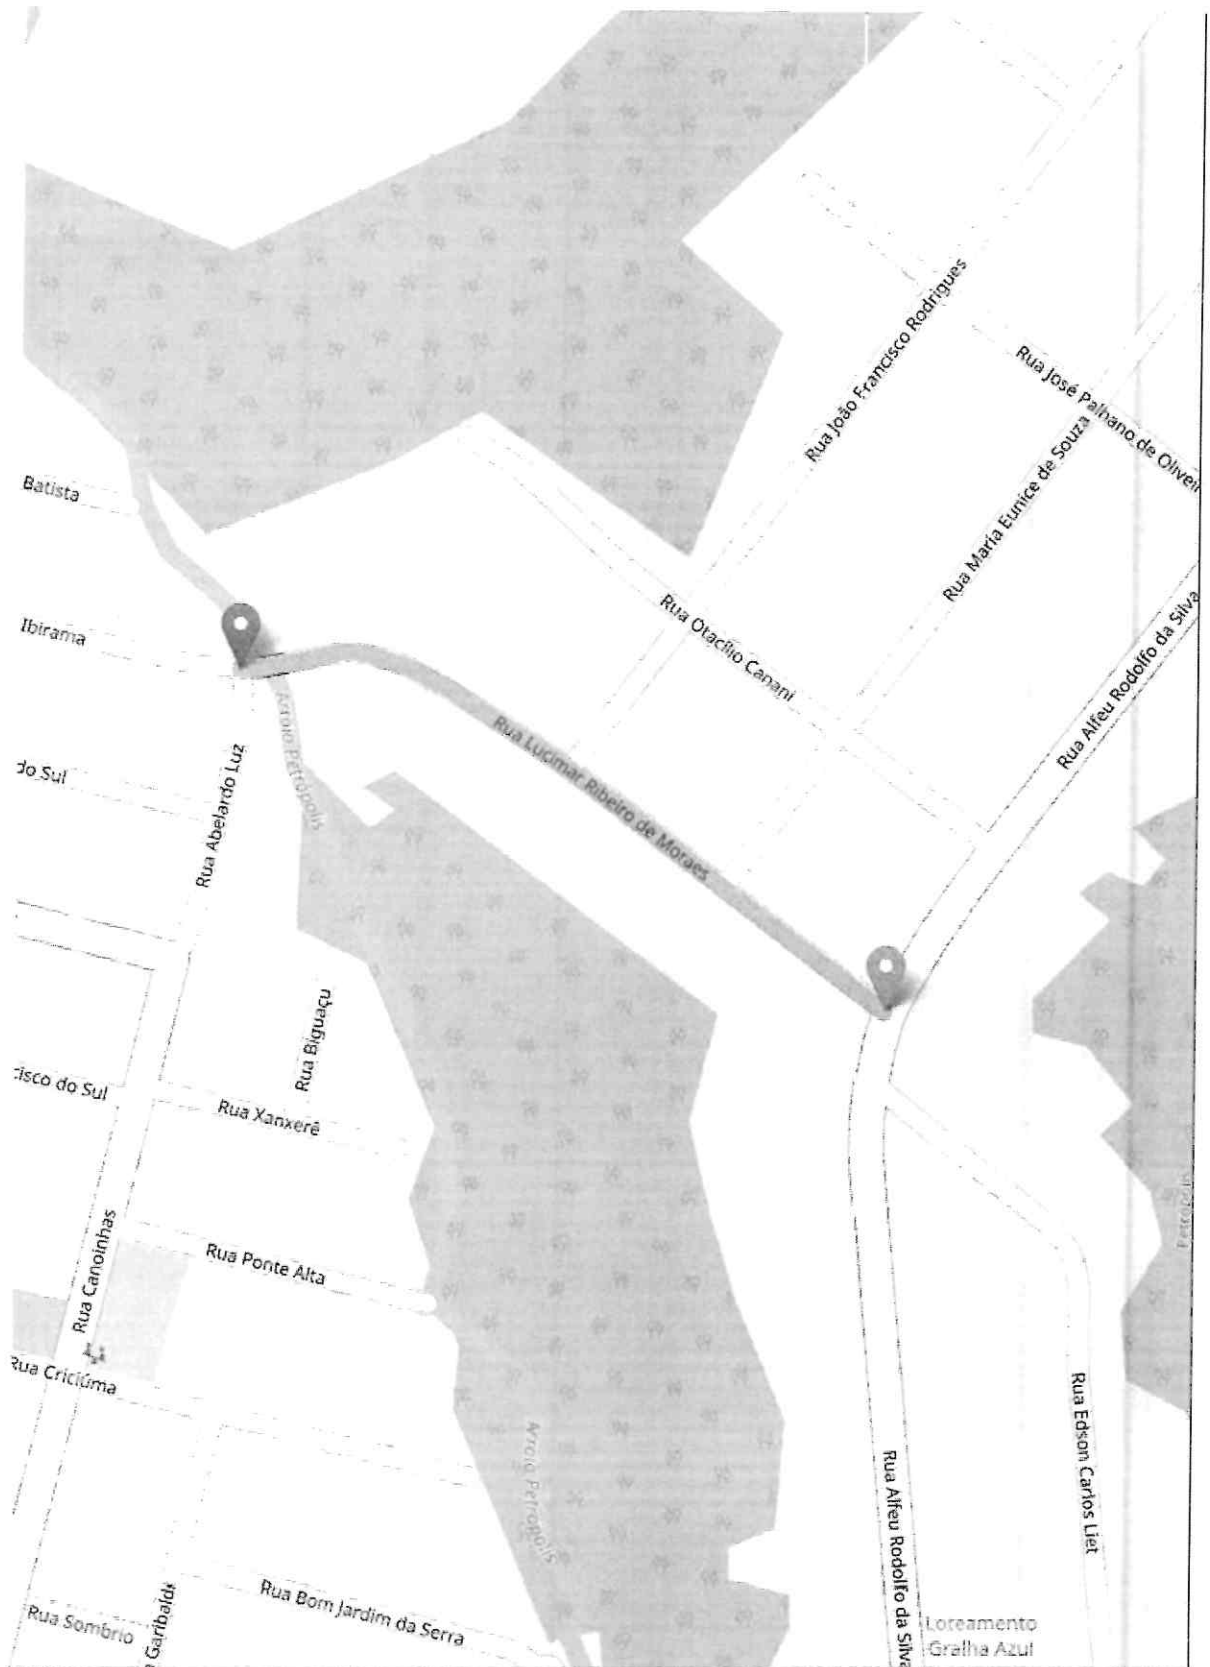 Rua João Francisco Rodrigues
Rua José Palhano de Oliveir
Rua Maria Eunice de Souza
Batista
Rua Otacílio Canani
Rua Alfeu Rodolfo da Silva
Ibirama
Arroio Petrópolis
Rua Lucimar Ribeiro de Moraes
do Sul
Rua Abelardo Luz
Rua Biguaçu
cisco do Sul
Rua Xanxerê
Rua Canoinhas
Rua Ponte Alta
Rua Criciúma
Arroio Petrópolis
Rua Alfeu Rodolfo da Silva
Rua Edson Carlos Liet
Rua Sombrio
Garibaldi
Rua Bom Jardim da Serra
Loteamento
Gralha Azul